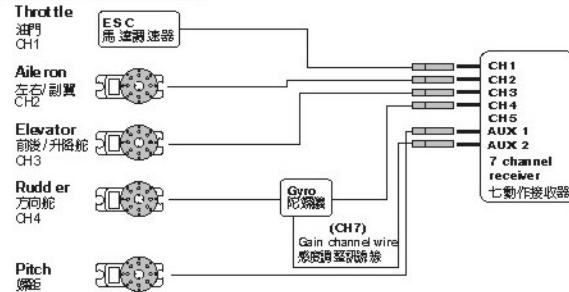 Throttle
油門
CH1
ESC
馬達調速器
Aileron
左右/副翼
CH2
Elevator
前後/升降舵
CH3
Rudder
方向舵
CH4
Gyro
陀螺儀
(CH7)
Gain channel wire
感度調整訊號線
Pitch
螺距
CH1
CH2
CH3
CH4
CH5
AUX 1
AUX 2
7 channel
receiver
七動作接收器